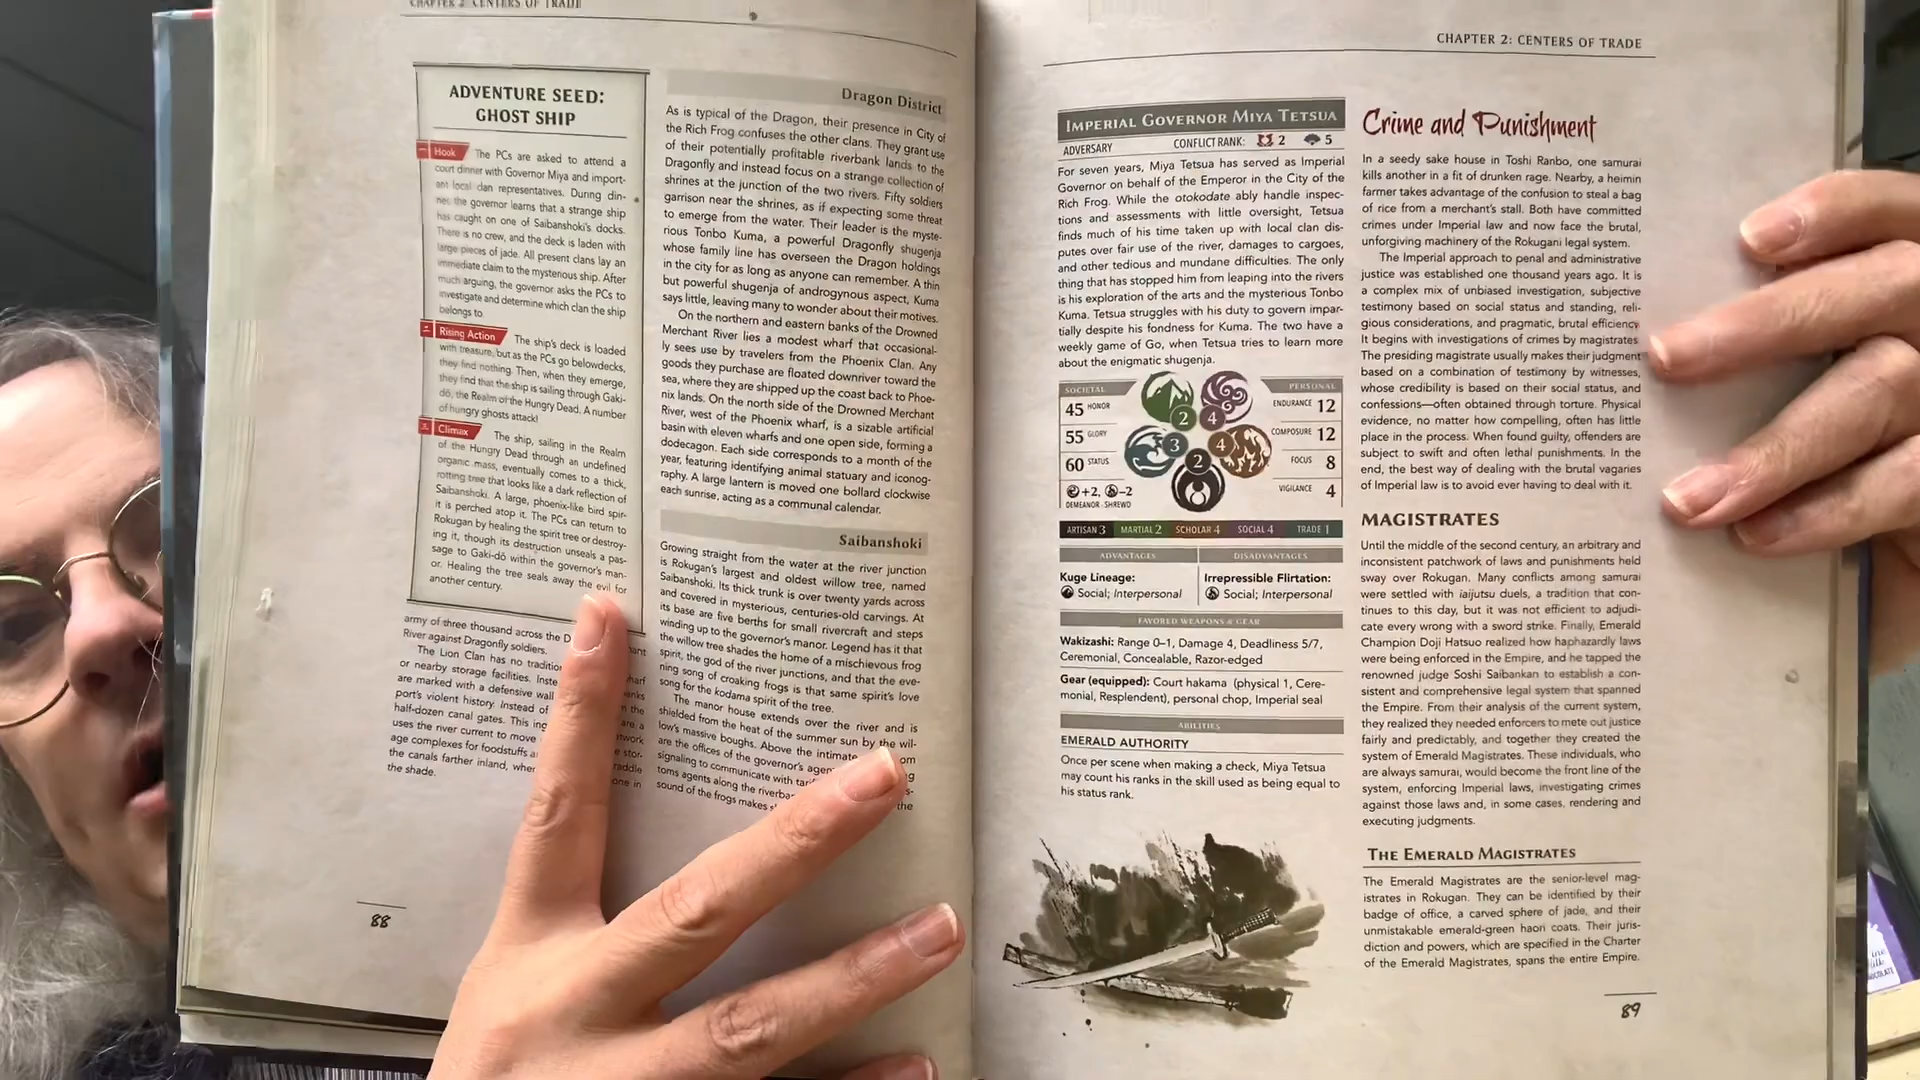 CHAPTER 2: CENTERS OF TRADE
ADVENTURE SEED:
GHOST SHIP
Hook The PCs are asked to attend a
court dinner with Governor Miya and import-
ant local clan representatives. During din-
ner, the governor learns that a strange ship
has caught on one of Saibanshoki's docks.
There is no crew, and the deck is laden with
large pieces of jade. All present clans lay an
immediate claim to the mysterious ship. After
much arguing, the governor asks the PCs to
investigate and determine which clan the ship
belongs to.
Rising Action The ship's deck is loaded
with treasure, but as the PCs go belowdecks,
they find nothing. Then, when they emerge,
they find that the ship is sailing through Gaki-
dō, the Realm of the Hungry Dead. A number
of hungry ghosts attack!
Climax The ship, sailing in the Realm
of the Hungry Dead through an undefined
organic mass, eventually comes to a thick,
rotting tree that looks like a dark reflection of
Saibanshoki. A large, phoenix-like bird spir-
it is perched atop it. The PCs can return to
Rokugan by healing the spirit tree or destroy-
ing it, though its destruction unseals a pas-
sage to Gaki-dō within the governor's man-
or. Healing the tree seals away the evil for
another century.
army of three thousand across the D
River against Dragonfly soldiers.
The Lion Clan has no tradition
or nearby storage facilities. Inste
are marked with a defensive wall
port's violent history. Instead of
half-dozen canal gates. This ing
uses the river current to move
age complexes for foodstuffs a
the canals farther inland, wher
the shade.
88
Dragon District
As is typical of the Dragon, their presence in City of
the Rich Frog confuses the other clans. They grant use
of their potentially profitable riverbank lands to the
Dragonfly and instead focus on a strange collection of
shrines at the junction of the two rivers. Fifty soldiers
garrison near the shrines, as if expecting some threat
to emerge from the water. Their leader is the myste-
rious Tonbo Kuma, a powerful Dragonfly shugenja
whose family line has overseen the Dragon holdings
in the city for as long as anyone can remember. A thin
but powerful shugenja of androgynous aspect, Kuma
says little, leaving many to wonder about their motives.
On the northern and eastern banks of the Drowned
Merchant River lies a modest wharf that occasional-
ly sees use by travelers from the Phoenix Clan. Any
goods they purchase are floated downriver toward the
sea, where they are shipped up the coast back to Phoe-
nix lands. On the north side of the Drowned Merchant
River, west of the Phoenix wharf, is a sizable artificial
basin with eleven wharfs and one open side, forming a
dodecagon. Each side corresponds to a month of the
year, featuring identifying animal statuary and iconog-
raphy. A large lantern is moved one bollard clockwise
each sunrise, acting as a communal calendar.
Saibanshoki
Growing straight from the water at the river junction
is Rokugan's largest and oldest willow tree, named
Saibanshoki. Its thick trunk is over twenty yards across
and covered in mysterious, centuries-old carvings. At
its base are five berths for small rivercraft and steps
winding up to the governor's manor. Legend has it that
the willow tree shades the home of a mischievous frog
spirit, the god of the river junctions, and that the eve-
ning song of croaking frogs is that same spirit's love
song for the kodama spirit of the tree.
The manor house extends over the river and is
shielded from the heat of the summer sun by the wil-
low's massive boughs. Above the intimate
are the offices of the governor's agen
signaling to communicate with tar
toms agents along the riverba
sound of the frogs makes
the
CHAPTER 2: CENTERS OF TRADE
IMPERIAL GOVERNOR MIYA TETSUA
ADVERSARY CONFLICT RANK: 2 5
For seven years, Miya Tetsua has served as Imperial
Governor on behalf of the Emperor in the City of the
Rich Frog. While the otokodate ably handle inspec-
tions and assessments with little oversight, Tetsua
finds much of his time taken up with local clan dis-
putes over fair use of the river, damages to cargoes,
and other tedious and mundane difficulties. The only
thing that has stopped him from leaping into the rivers
is his exploration of the arts and the mysterious Tonbo
Kuma. Tetsua struggles with his duty to govern impar-
tially despite his fondness for Kuma. The two have a
weekly game of Go, when Tetsua tries to learn more
about the enigmatic shugenja.
SOCIETAL
45 HONOR
55 GLORY
60 STATUS
+2, -2
DEMEANOR SHREWD
2 4
3 4
2
PERSONAL
ENDURANCE 12
COMPOSURE 12
FOCUS 8
VIGILANCE 4
ARTISAN 3 MARTIAL 2 SCHOLAR 4 SOCIAL 4 TRADE 1
ADVANTAGES
Kuge Lineage:
Social; Interpersonal
DISADVANTAGES
Irrepressible Flirtation:
Social; Interpersonal
FAVORED WEAPONS & GEAR
Wakizashi: Range 0–1, Damage 4, Deadliness 5/7,
Ceremonial, Concealable, Razor-edged
Gear (equipped): Court hakama (physical 1, Cere-
monial, Resplendent), personal chop, Imperial seal
ABILITIES
EMERALD AUTHORITY
Once per scene when making a check, Miya Tetsua
may count his ranks in the skill used as being equal to
his status rank.
Crime and Punishment
In a seedy sake house in Toshi Ranbo, one samurai
kills another in a fit of drunken rage. Nearby, a heimin
farmer takes advantage of the confusion to steal a bag
of rice from a merchant's stall. Both have committed
crimes under Imperial law and now face the brutal,
unforgiving machinery of the Rokugani legal system.
The Imperial approach to penal and administrative
justice was established one thousand years ago. It is
a complex mix of unbiased investigation, subjective
testimony based on social status and standing, reli-
gious considerations, and pragmatic, brutal efficiency.
It begins with investigations of crimes by magistrates.
The presiding magistrate usually makes their judgment
based on a combination of testimony by witnesses,
whose credibility is based on their social status, and
confessions—often obtained through torture. Physical
evidence, no matter how compelling, often has little
place in the process. When found guilty, offenders are
subject to swift and often lethal punishments. In the
end, the best way of dealing with the brutal vagaries
of Imperial law is to avoid ever having to deal with it.
MAGISTRATES
Until the middle of the second century, an arbitrary and
inconsistent patchwork of laws and punishments held
sway over Rokugan. Many conflicts among samurai
were settled with iaijutsu duels, a tradition that con-
tinues to this day, but it was not efficient to adjudi-
cate every wrong with a sword strike. Finally, Emerald
Champion Doji Hatsuo realized how haphazardly laws
were being enforced in the Empire, and he tapped the
renowned judge Soshi Saibankan to establish a con-
sistent and comprehensive legal system that spanned
the Empire. From their analysis of the current system,
they realized they needed enforcers to mete out justice
fairly and predictably, and together they created the
system of Emerald Magistrates. These individuals, who
are always samurai, would become the front line of the
system, enforcing Imperial laws, investigating crimes
against those laws and, in some cases, rendering and
executing judgments.
THE EMERALD MAGISTRATES
The Emerald Magistrates are the senior-level mag-
istrates in Rokugan. They can be identified by their
badge of office, a carved sphere of jade, and their
unmistakable emerald-green haori coats. Their juris-
diction and powers, which are specified in the Charter
of the Emerald Magistrates, spans the entire Empire.
89